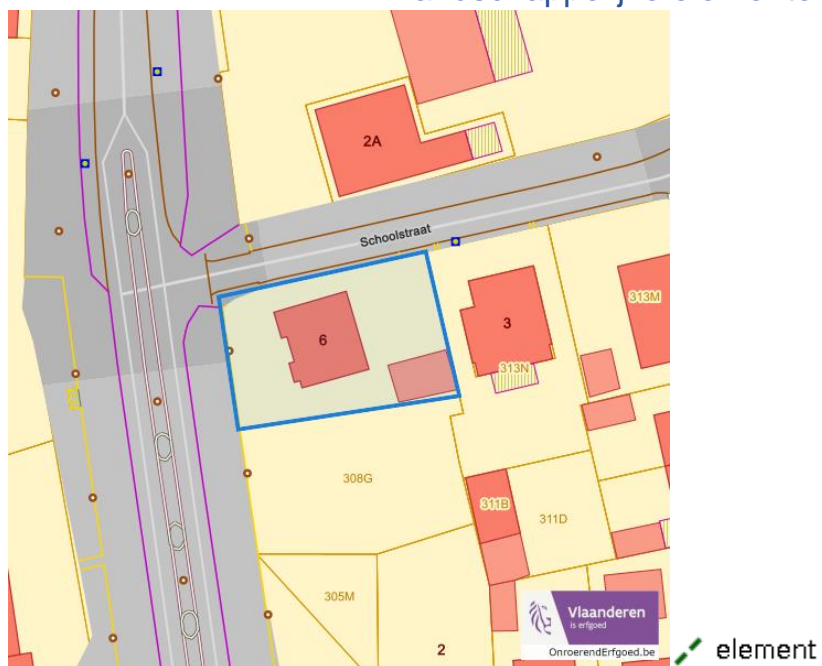 2A
Schoolstraat
313M
3
6
313N
308G
311B
311D
305M
2
Vlaanderen
is erfgoed
OnroerendErfgoed.be
element